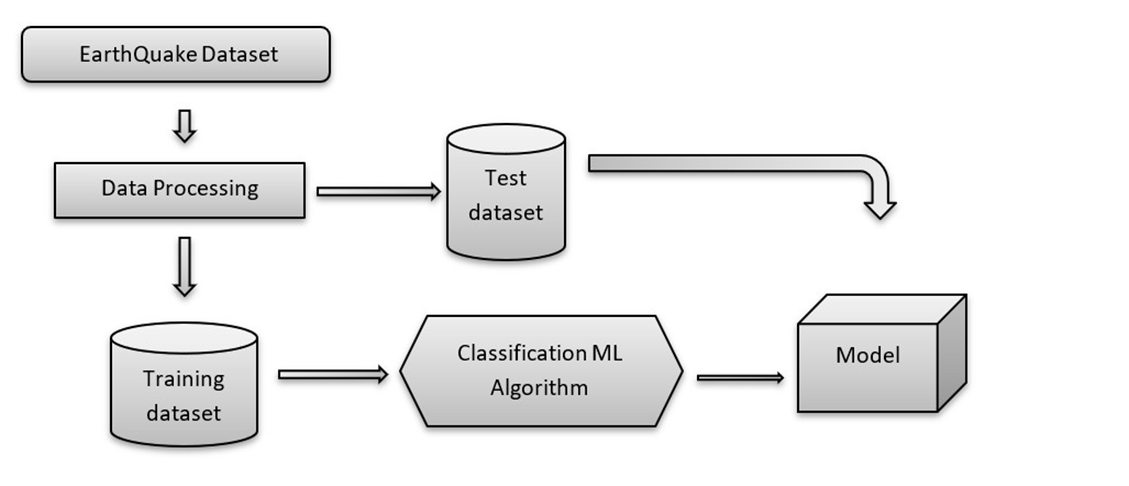 EarthQuake Dataset
Data Processing
Test
dataset
Training
dataset
Classification ML
Algorithm
Model